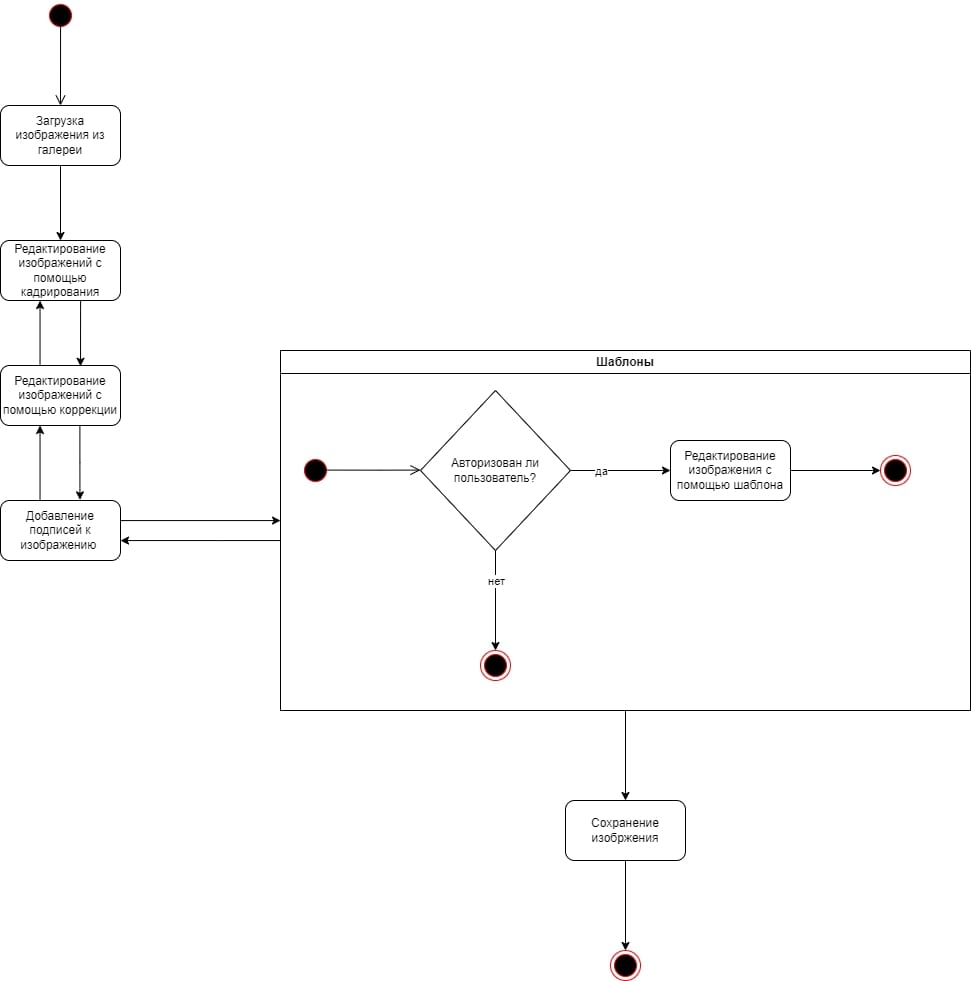 Загрузка
изображения из
галереи
Редактирование
изображений с
помощью
кадрирования
Редактирование
изображений с
помощью коррекции
Добавление
подписей к
изображению
Шаблоны
Авторизован ли
пользователь?
да
Редактирование
изображения с
помощью шаблона
нет
Сохранение
изобржения